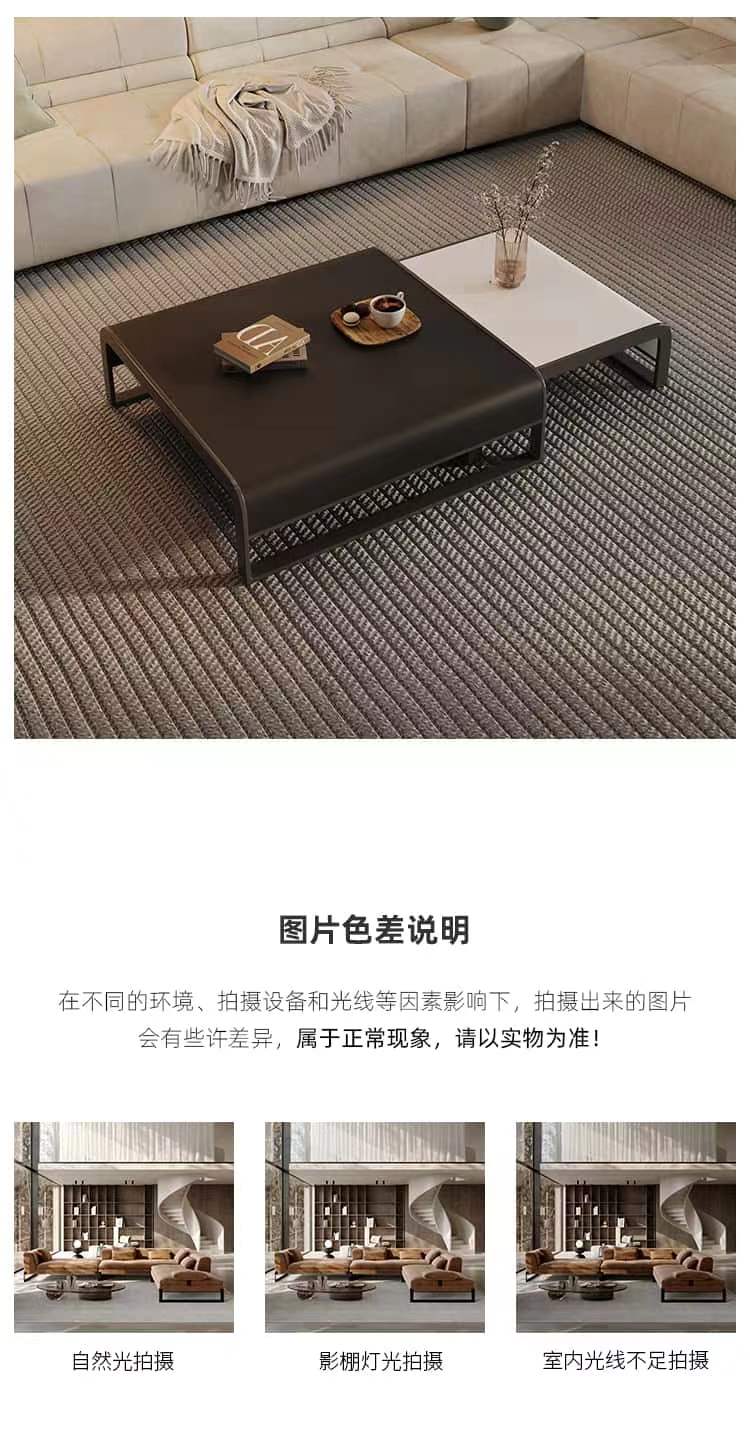 图片色差说明
在不同的环境、拍摄设备和光线等因素影响下，拍摄出来的图片
会有些许差异，属于正常现象，请以实物为准！
自然光拍摄
影棚灯光拍摄
室内光线不足拍摄